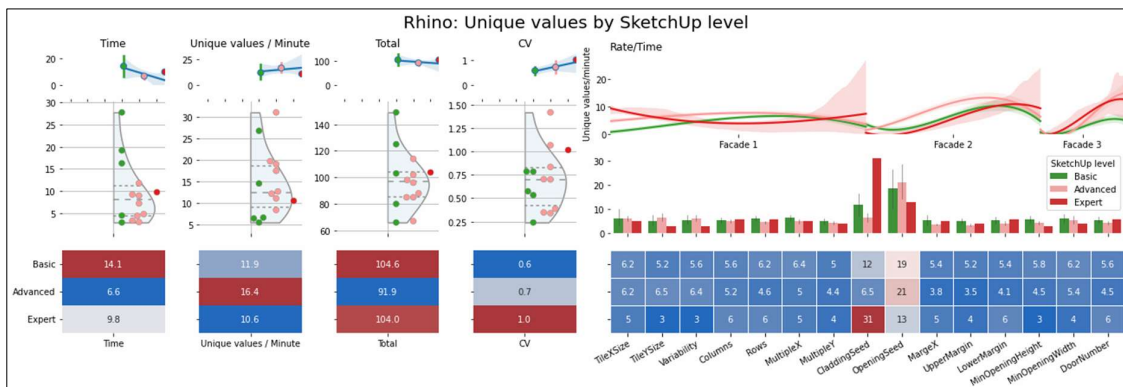 Rhino: Unique values by SketchUp level
Time
Unique values / Minute
Total
CV
Rate/Time
20
0
25
0
100
0
1
0
Unique values/minute
20
10
0
Facade 1
Facade 2
Facade 3
30
25
20
15
10
5
30
25
20
15
10
5
140
120
100
80
60
1.50
1.25
1.00
0.75
0.50
0.25
30
20
10
0
SketchUp level
Basic
Advanced
Expert
Basic
14.1
11.9
104.6
0.6
6.2 5.2 5.6 5.6 6.2 6.4 5 12 19 5.4 5.2 5.4 5.8 6.2 5.6
Advanced
6.6
16.4
91.9
0.7
6.2 6.5 6.4 5.2 4.6 5 4.4 6.5 21 3.8 3.5 4.1 4.5 5.4 4.5
Expert
9.8
10.6
104.0
1.0
5 3 3 6 6 5 4 31 13 5 4 6 3 4 6
Time
Unique values / Minute
Total
CV
TileXSize
TileYSize
Variability
Columns
Rows
MultipleX
MultipleY
CladdingSeed
OpeningSeed
MargeX
UpperMargin
LowerMargin
MinOpeningHeight
MinOpeningWidth
DoorNumber